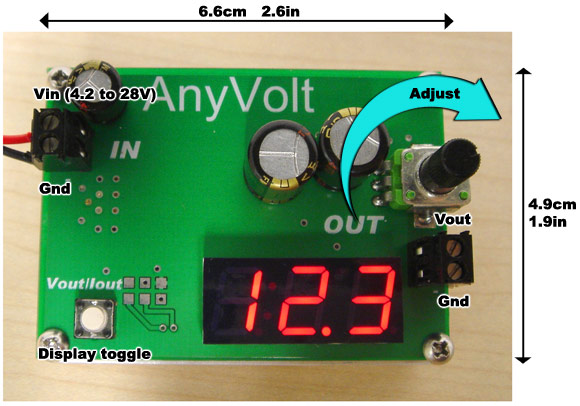 6.6cm 2.6in
Vin (4.2 to 28V)
AnyVolt
Adjust
IN
Gnd
4.9cm
1.9in
OUT
Vout
Vout/Iout
12.3
Gnd
Display toggle